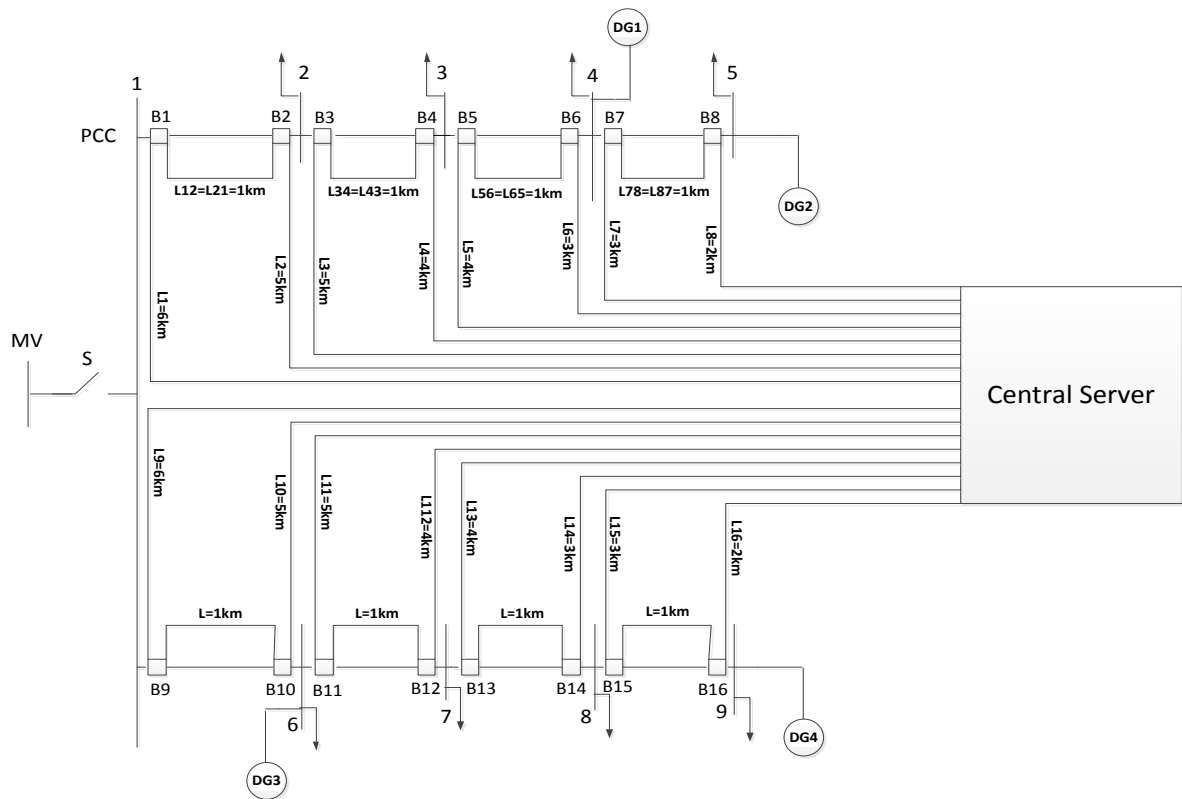 DG1
1
2
3
4
5
PCC
B1
B2
B3
B4
B5
B6
B7
B8
L12=L21=1km
L34=L43=1km
L56=L65=1km
L78=L87=1km
DG2
L1=6km
L2=5km
L3=5km
L4=4km
L5=4km
L6=3km
L7=3km
L8=2km
MV
S
Central Server
L9=6km
L10=5km
L11=5km
L112=4km
L13=4km
L14=3km
L15=3km
L16=2km
L=1km
L=1km
L=1km
L=1km
B9
B10
B11
B12
B13
B14
B15
B16
6
7
8
9
DG3
DG4